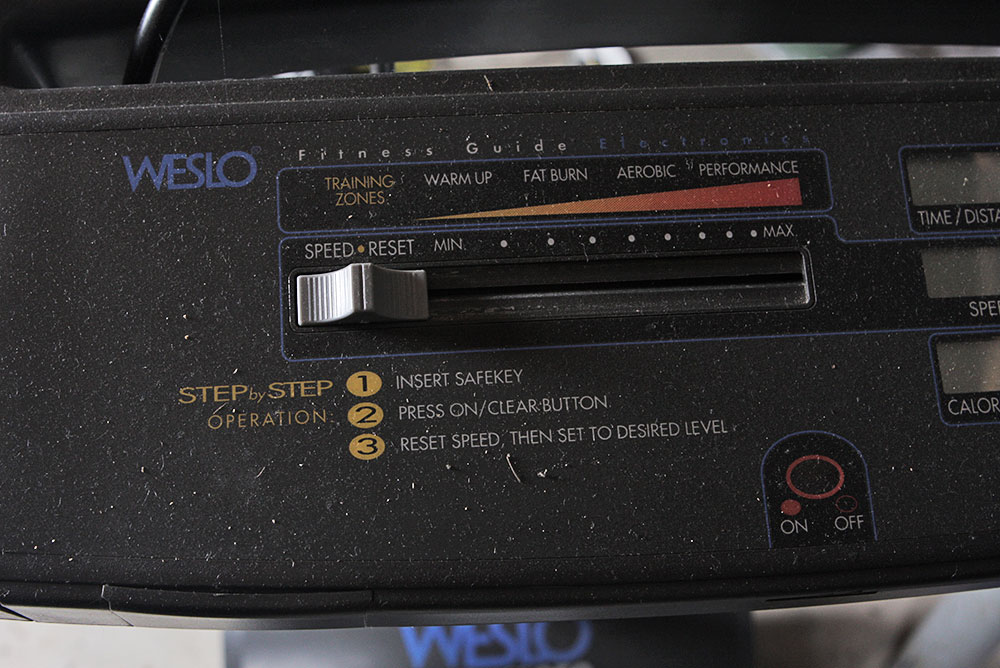 WESLO
Fitness Guide Electronics
TRAINING
ZONES
WARM UP FAT BURN AEROBIC PERFORMANCE
SPEED • RESET MIN. MAX.
STEP by STEP
OPERATION:
1 INSERT SAFEKEY
2 PRESS ON/CLEAR BUTTON
3 RESET SPEED, THEN SET TO DESIRED LEVEL
TIME / DISTA
SPEE
CALOR
ON OFF
WESLO